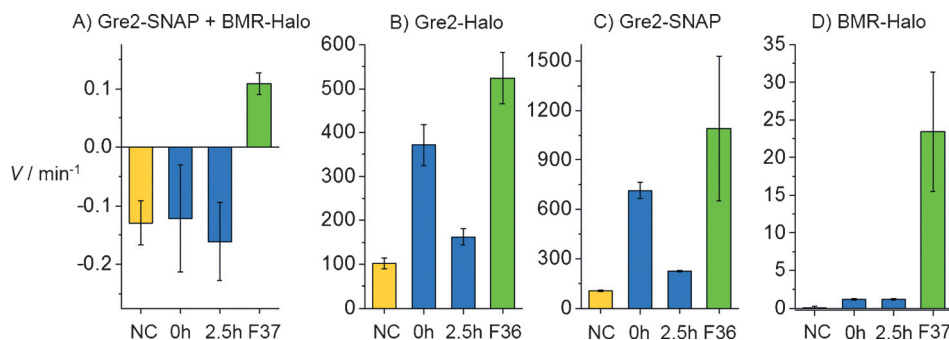 A) Gre2-SNAP + BMR-Halo
B) Gre2-Halo
C) Gre2-SNAP
D) BMR-Halo
V / min-1
0.1
0.0
-0.1
-0.2
NC 0h 2.5h F37
600
500
400
300
200
100
0
NC 0h 2.5h F36
1500
1200
900
600
300
0
NC 0h 2.5h F36
35
30
25
20
15
10
5
0
NC 0h 2.5h F37